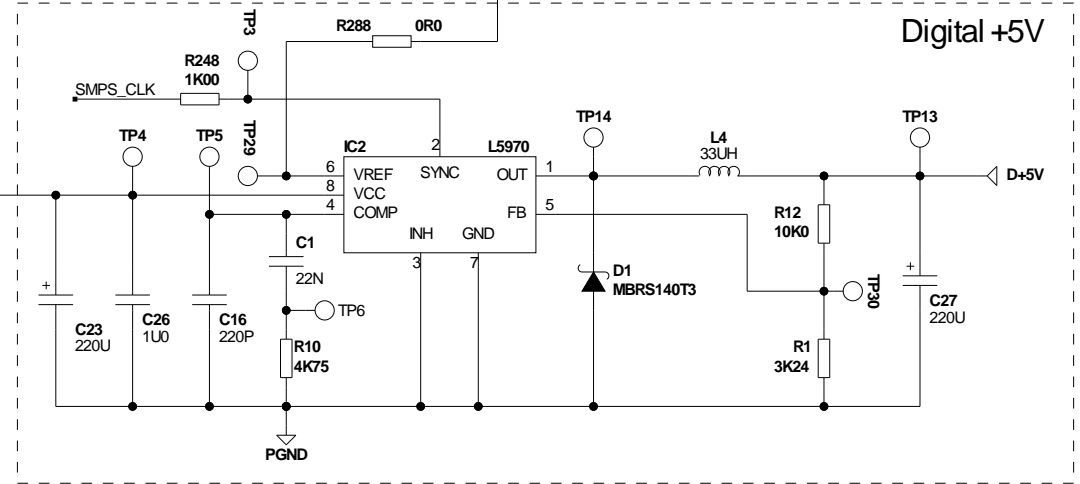 Digital +5V
TP3
R288 0R0
R248
1K00
SMPS_CLK
TP4
TP5
TP29
IC2
2
L5970
TP14
L4
33UH
TP13
6
VREF
SYNC
OUT
1
8
VCC
4
COMP
FB
5
INH
GND
3
7
D+5V
R12
10K0
C1
22N
TP6
D1
MBRS140T3
TP30
+
C23
220U
C26
1U0
C16
220P
R10
4K75
R1
3K24
+
C27
220U
PGND